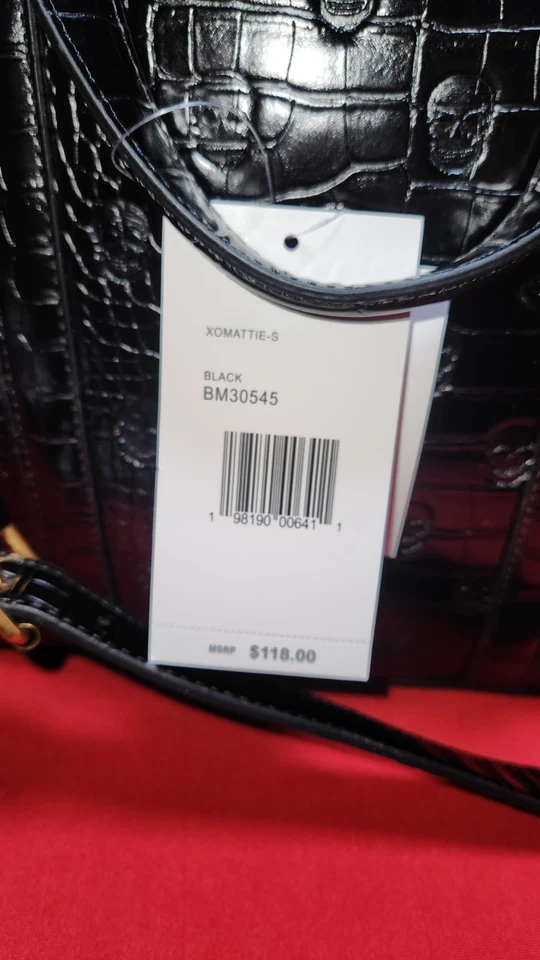 XOMATTIE-S
BLACK
BM30545
1 98190 00641 1
MSRP $118.00